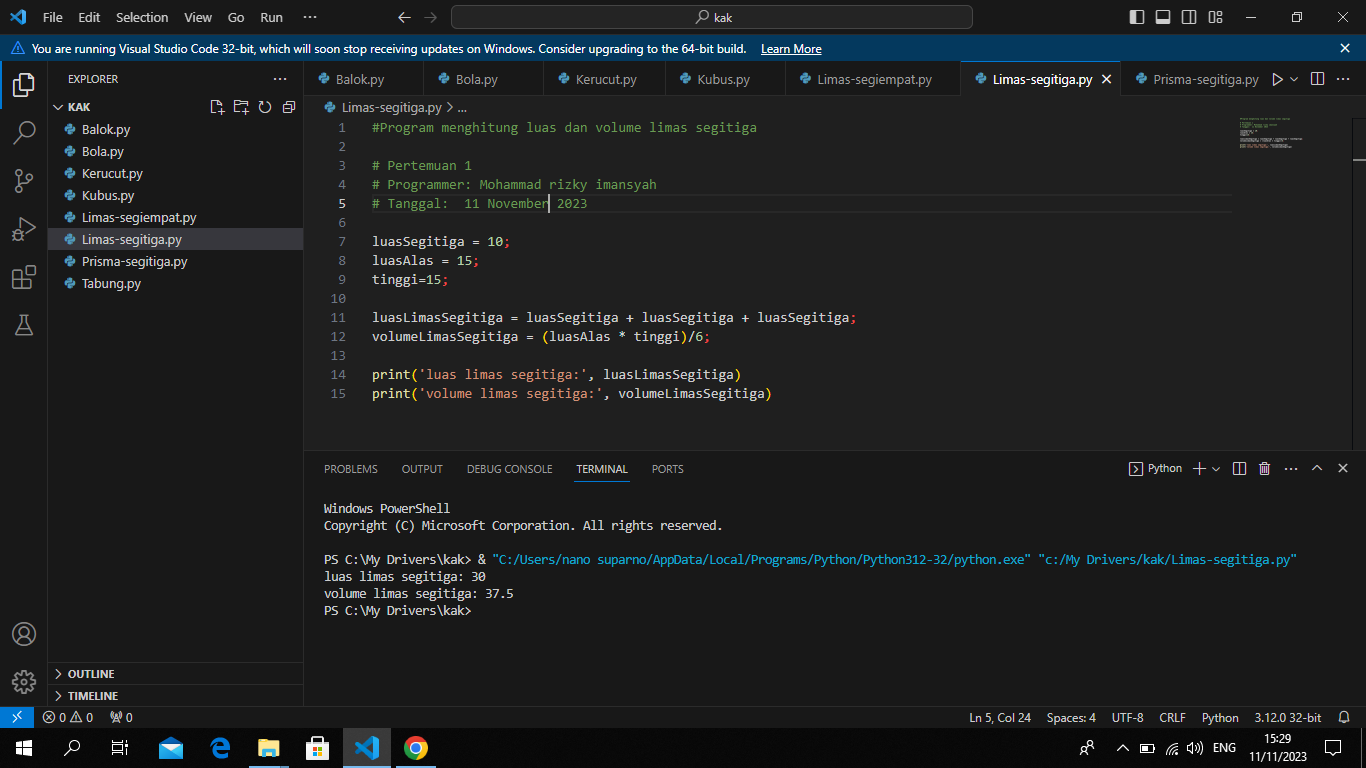 File Edit Selection View Go Run ···
kak
You are running Visual Studio Code 32-bit, which will soon stop receiving updates on Windows. Consider upgrading to the 64-bit build. Learn More
EXPLORER
KAK
Balok.py
Bola.py
Kerucut.py
Kubus.py
Limas-segiempat.py
Limas-segitiga.py
Prisma-segitiga.py
Tabung.py
OUTLINE
TIMELINE
Balok.py Bola.py Kerucut.py Kubus.py Limas-segiempat.py Limas-segitiga.py Prisma-segitiga.py
Limas-segitiga.py > ...
1 #Program menghitung luas dan volume limas segitiga
2
3 # Pertemuan 1
4 # Programmer: Mohammad rizky imansyah
5 # Tanggal:  11 November 2023
6
7 luasSegitiga = 10;
8 luasAlas = 15;
9 tinggi=15;
10
11 luasLimasSegitiga = luasSegitiga + luasSegitiga + luasSegitiga;
12 volumeLimasSegitiga = (luasAlas * tinggi)/6;
13
14 print('luas limas segitiga:', luasLimasSegitiga)
15 print('volume limas segitiga:', volumeLimasSegitiga)
PROBLEMS OUTPUT DEBUG CONSOLE TERMINAL PORTS
Python
Windows PowerShell
Copyright (C) Microsoft Corporation. All rights reserved.
PS C:\My Drivers\kak> & "C:/Users/nano suparno/AppData/Local/Programs/Python/Python312-32/python.exe" "c:/My Drivers/kak/Limas-segitiga.py"
luas limas segitiga: 30
volume limas segitiga: 37.5
PS C:\My Drivers\kak>
0 0 0 Ln 5, Col 24 Spaces: 4 UTF-8 CRLF Python 3.12.0 32-bit
ENG
15:29
11/11/2023